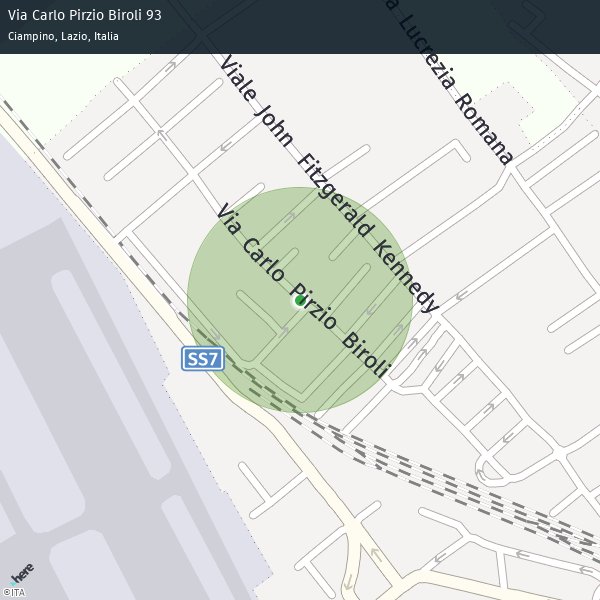 Via Carlo Pirzio Biroli 93
Ciampino, Lazio, Italia
a Lucrezia Romana
Viale John Fitzgerald Kennedy
Via Carlo Pirzio Biroli
SS7
here
©ITA